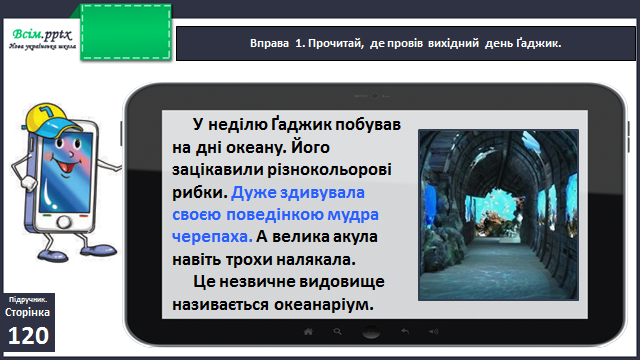 Всім.pptx
Нова українська школа
Вправа 1. Прочитай, де провів вихідний день Ґаджик.
У неділю Ґаджик побував
на дні океану. Його
зацікавили різнокольорові
рибки. Дуже здивувала
своєю поведінкою мудра
черепаха. А велика акула
навіть трохи налякала.
Це незвичне видовище
називається океанаріум.
Підручник.
Сторінка
120